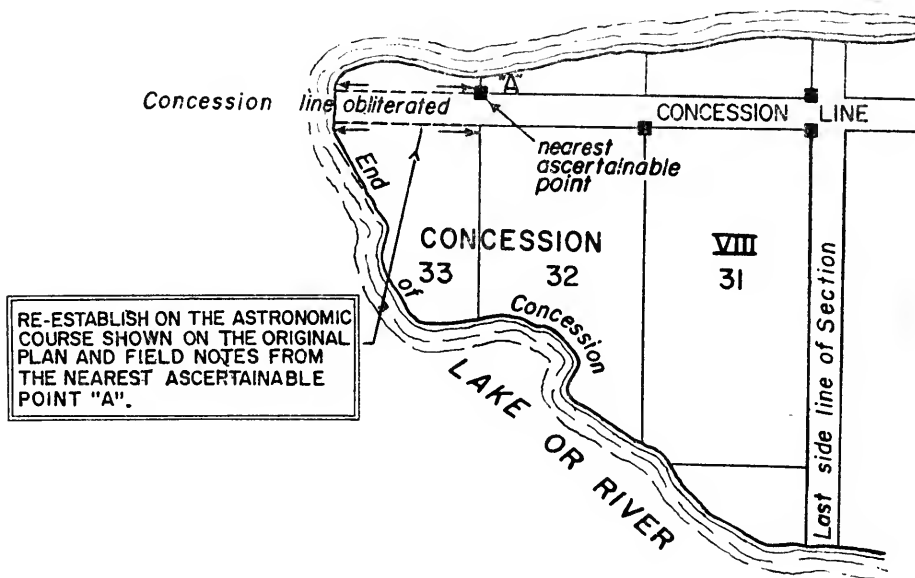 "A"
Concession line obliterated
CONCESSION LINE
nearest
ascertainable
point
End of Concession
CONCESSION VIII
33 32 31
RE-ESTABLISH ON THE ASTRONOMIC
COURSE SHOWN ON THE ORIGINAL
PLAN AND FIELD NOTES FROM
THE NEAREST ASCERTAINABLE
POINT "A".
LAKE OR RIVER
Last side line of Section